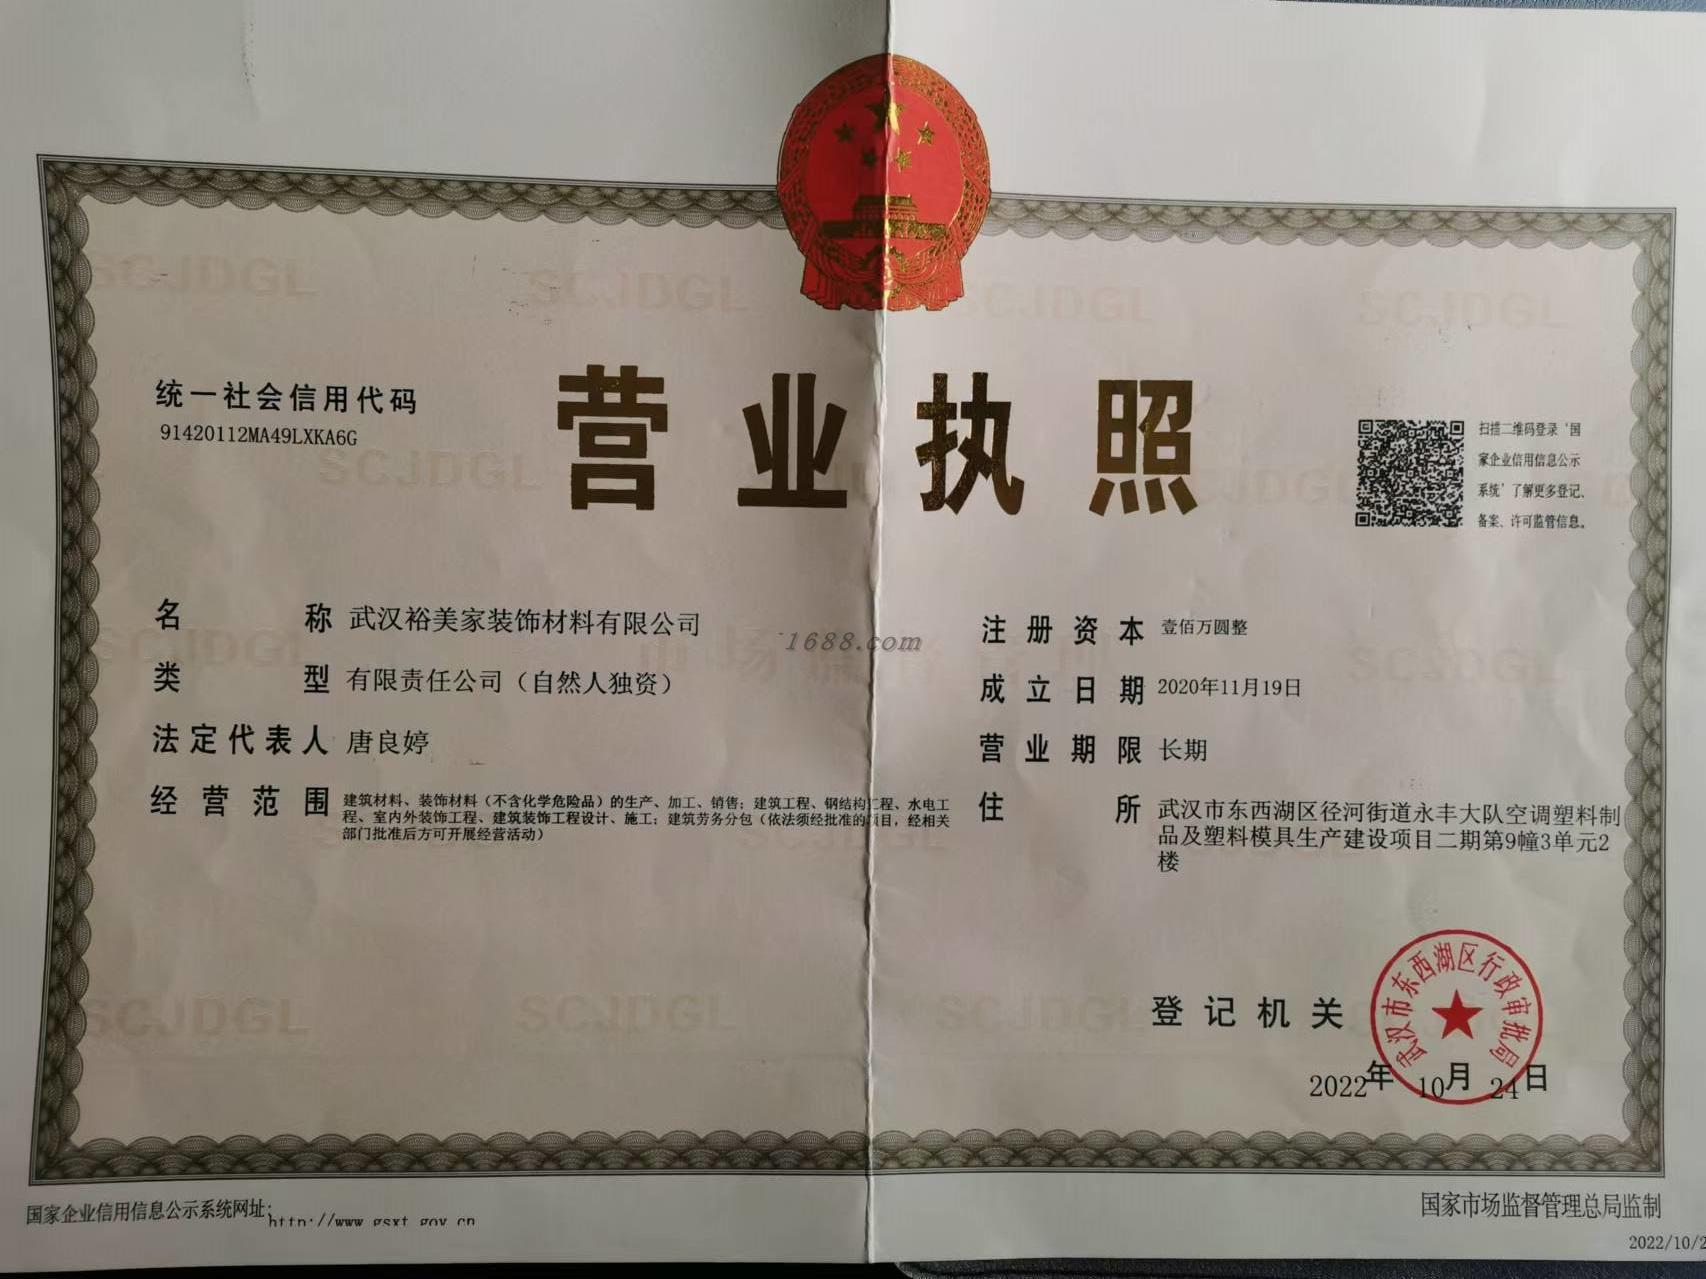 统一社会信用代码
91420112MA49LXKA6G
营业执照
扫描二维码登录‘国
家企业信用信息公示
系统’了解更多登记、
备案、许可监管信息。
名称 武汉裕美家装饰材料有限公司
类型 有限责任公司（自然人独资）
法定代表人 唐良婷
经营范围 建筑材料、装饰材料（不含化学危险品）的生产、加工、销售；建筑工程、钢结构工程、水电工
程、室内外装饰工程、建筑装饰工程设计、施工；建筑劳务分包（依法须经批准的项目，经相关
部门批准后方可开展经营活动）
1688.com
注册资本 壹佰万圆整
成立日期 2020年11月19日
营业期限 长期
住所 武汉市东西湖区径河街道永丰大队空调塑料制
品及塑料模具生产建设项目二期第9幢3单元2
楼
登记机关
武汉市东西湖区行政审批局
2022年10月24日
国家企业信用信息公示系统网址：http://www.gsxt.gov.cn
国家市场监督管理总局监制
2022/10/2
SCJDGL
SCJDGL
SCJDGL
SCJDGL
SCJDGL
SCJDGL
SCJDGL
SCJDGL
SCJDGL
SCJDGL